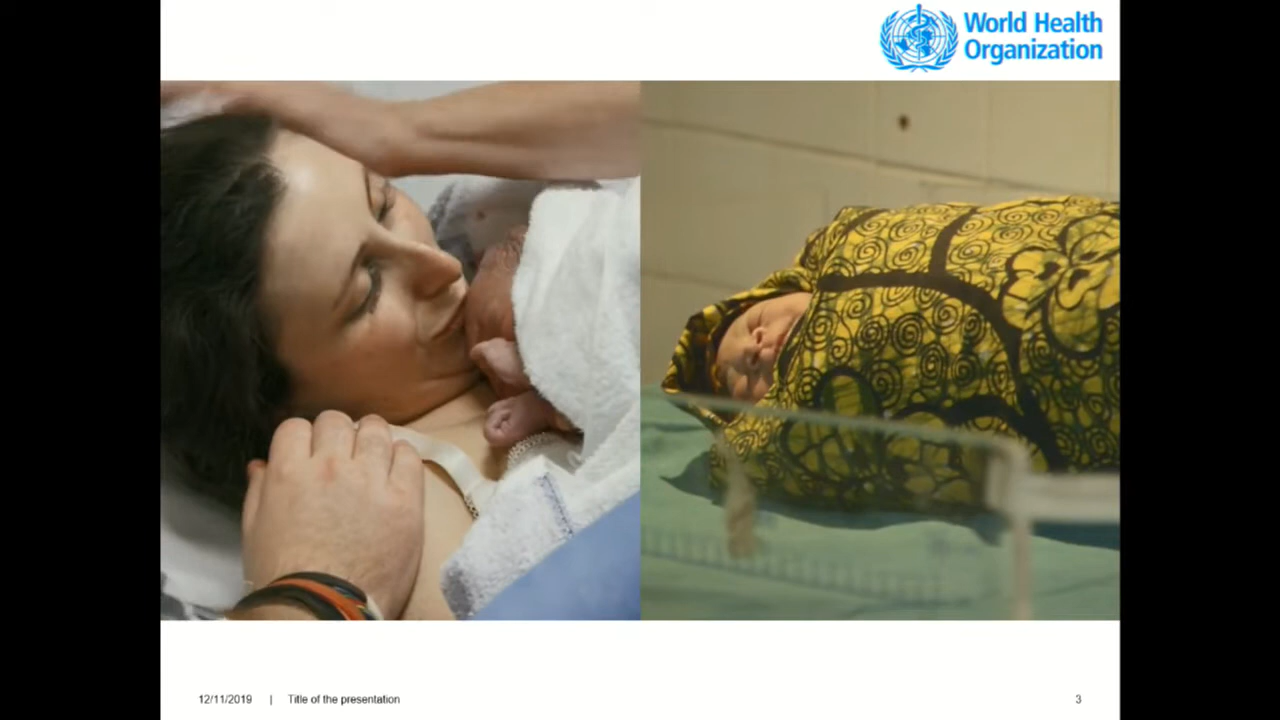 World Health
Organization
12/11/2019 | Title of the presentation 3